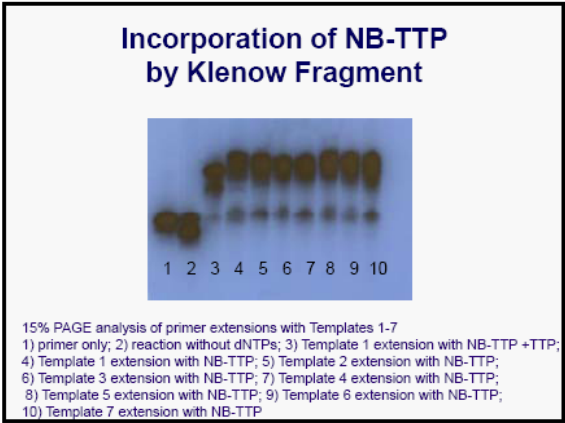 Incorporation of NB-TTP
by Klenow Fragment
1 2 3 4 5 6 7 8 9 10
15% PAGE analysis of primer extensions with Templates 1-7
1) primer only; 2) reaction without dNTPs; 3) Template 1 extension with NB-TTP +TTP;
4) Template 1 extension with NB-TTP; 5) Template 2 extension with NB-TTP;
6) Template 3 extension with NB-TTP; 7) Template 4 extension with NB-TTP;
8) Template 5 extension with NB-TTP; 9) Template 6 extension with NB-TTP;
10) Template 7 extension with NB-TTP